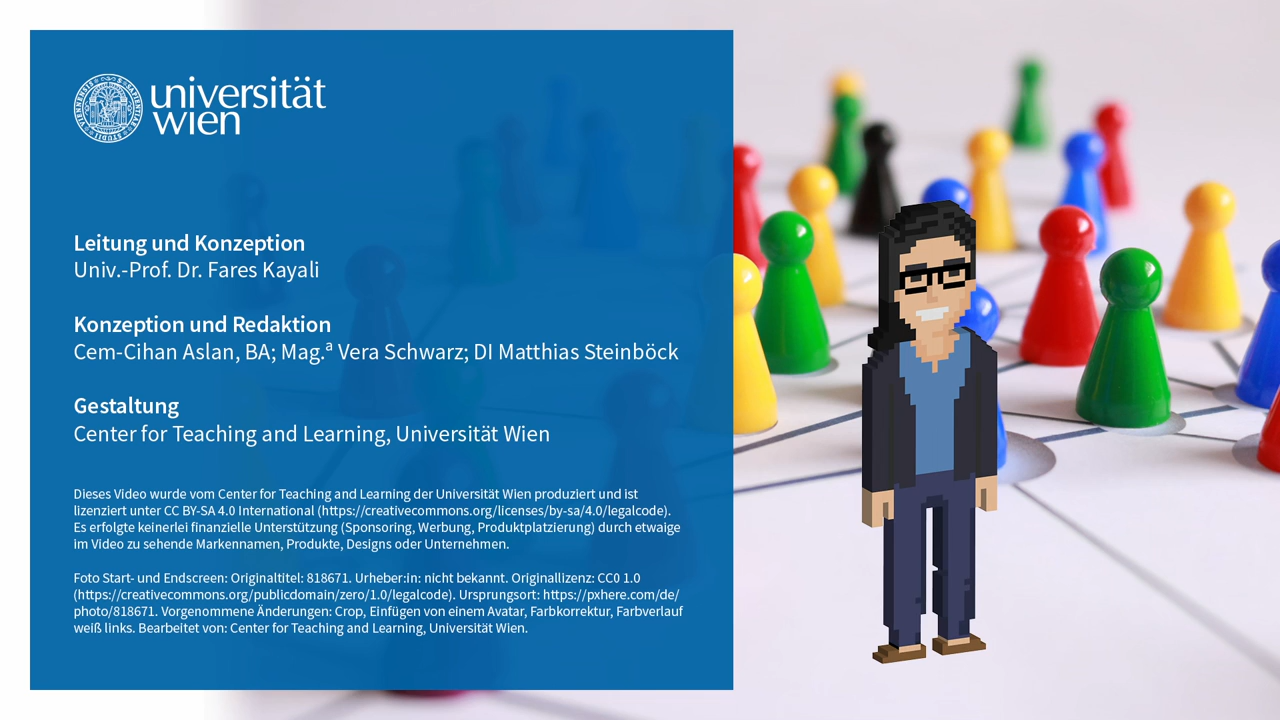 universität
wien
Leitung und Konzeption
Univ.-Prof. Dr. Fares Kayali
Konzeption und Redaktion
Cem-Cihan Aslan, BA; Mag.ª Vera Schwarz; DI Matthias Steinböck
Gestaltung
Center for Teaching and Learning, Universität Wien
Dieses Video wurde vom Center for Teaching and Learning der Universität Wien produziert und ist
lizenziert unter CC BY-SA 4.0 International (https://creativecommons.org/licenses/by-sa/4.0/legalcode).
Es erfolgte keinerlei finanzielle Unterstützung (Sponsoring, Werbung, Produktplatzierung) durch etwaige
im Video zu sehende Markennamen, Produkte, Designs oder Unternehmen.
Foto Start- und Endscreen: Originaltitel: 818671. Urheber:in: nicht bekannt. Originallizenz: CC0 1.0
(https://creativecommons.org/publicdomain/zero/1.0/legalcode). Ursprungsort: https://pxhere.com/de/
photo/818671. Vorgenommene Änderungen: Crop, Einfügen von einem Avatar, Farbkorrektur, Farbverlauf
weiß links. Bearbeitet von: Center for Teaching and Learning, Universität Wien.